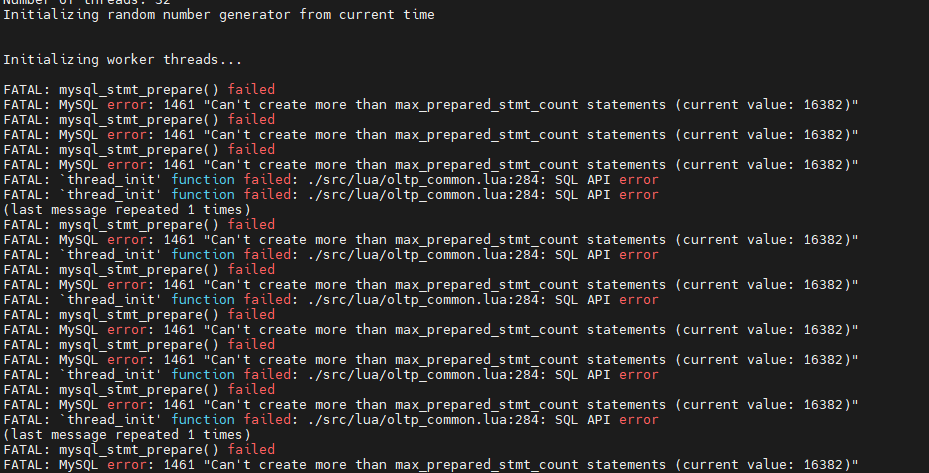 Number of threads: 32
Initializing random number generator from current time
Initializing worker threads...
FATAL: mysql_stmt_prepare() failed
FATAL: MySQL error: 1461 "Can't create more than max_prepared_stmt_count statements (current value: 16382)"
FATAL: mysql_stmt_prepare() failed
FATAL: MySQL error: 1461 "Can't create more than max_prepared_stmt_count statements (current value: 16382)"
FATAL: mysql_stmt_prepare() failed
FATAL: MySQL error: 1461 "Can't create more than max_prepared_stmt_count statements (current value: 16382)"
FATAL: `thread_init' function failed: ./src/lua/oltp_common.lua:284: SQL API error
FATAL: `thread_init' function failed: ./src/lua/oltp_common.lua:284: SQL API error
(last message repeated 1 times)
FATAL: mysql_stmt_prepare() failed
FATAL: MySQL error: 1461 "Can't create more than max_prepared_stmt_count statements (current value: 16382)"
FATAL: `thread_init' function failed: ./src/lua/oltp_common.lua:284: SQL API error
FATAL: mysql_stmt_prepare() failed
FATAL: MySQL error: 1461 "Can't create more than max_prepared_stmt_count statements (current value: 16382)"
FATAL: `thread_init' function failed: ./src/lua/oltp_common.lua:284: SQL API error
FATAL: mysql_stmt_prepare() failed
FATAL: MySQL error: 1461 "Can't create more than max_prepared_stmt_count statements (current value: 16382)"
FATAL: mysql_stmt_prepare() failed
FATAL: MySQL error: 1461 "Can't create more than max_prepared_stmt_count statements (current value: 16382)"
FATAL: `thread_init' function failed: ./src/lua/oltp_common.lua:284: SQL API error
FATAL: mysql_stmt_prepare() failed
FATAL: MySQL error: 1461 "Can't create more than max_prepared_stmt_count statements (current value: 16382)"
FATAL: `thread_init' function failed: ./src/lua/oltp_common.lua:284: SQL API error
(last message repeated 1 times)
FATAL: mysql_stmt_prepare() failed
FATAL: MySQL error: 1461 "Can't create more than max_prepared_stmt_count statements (current value: 16382)"